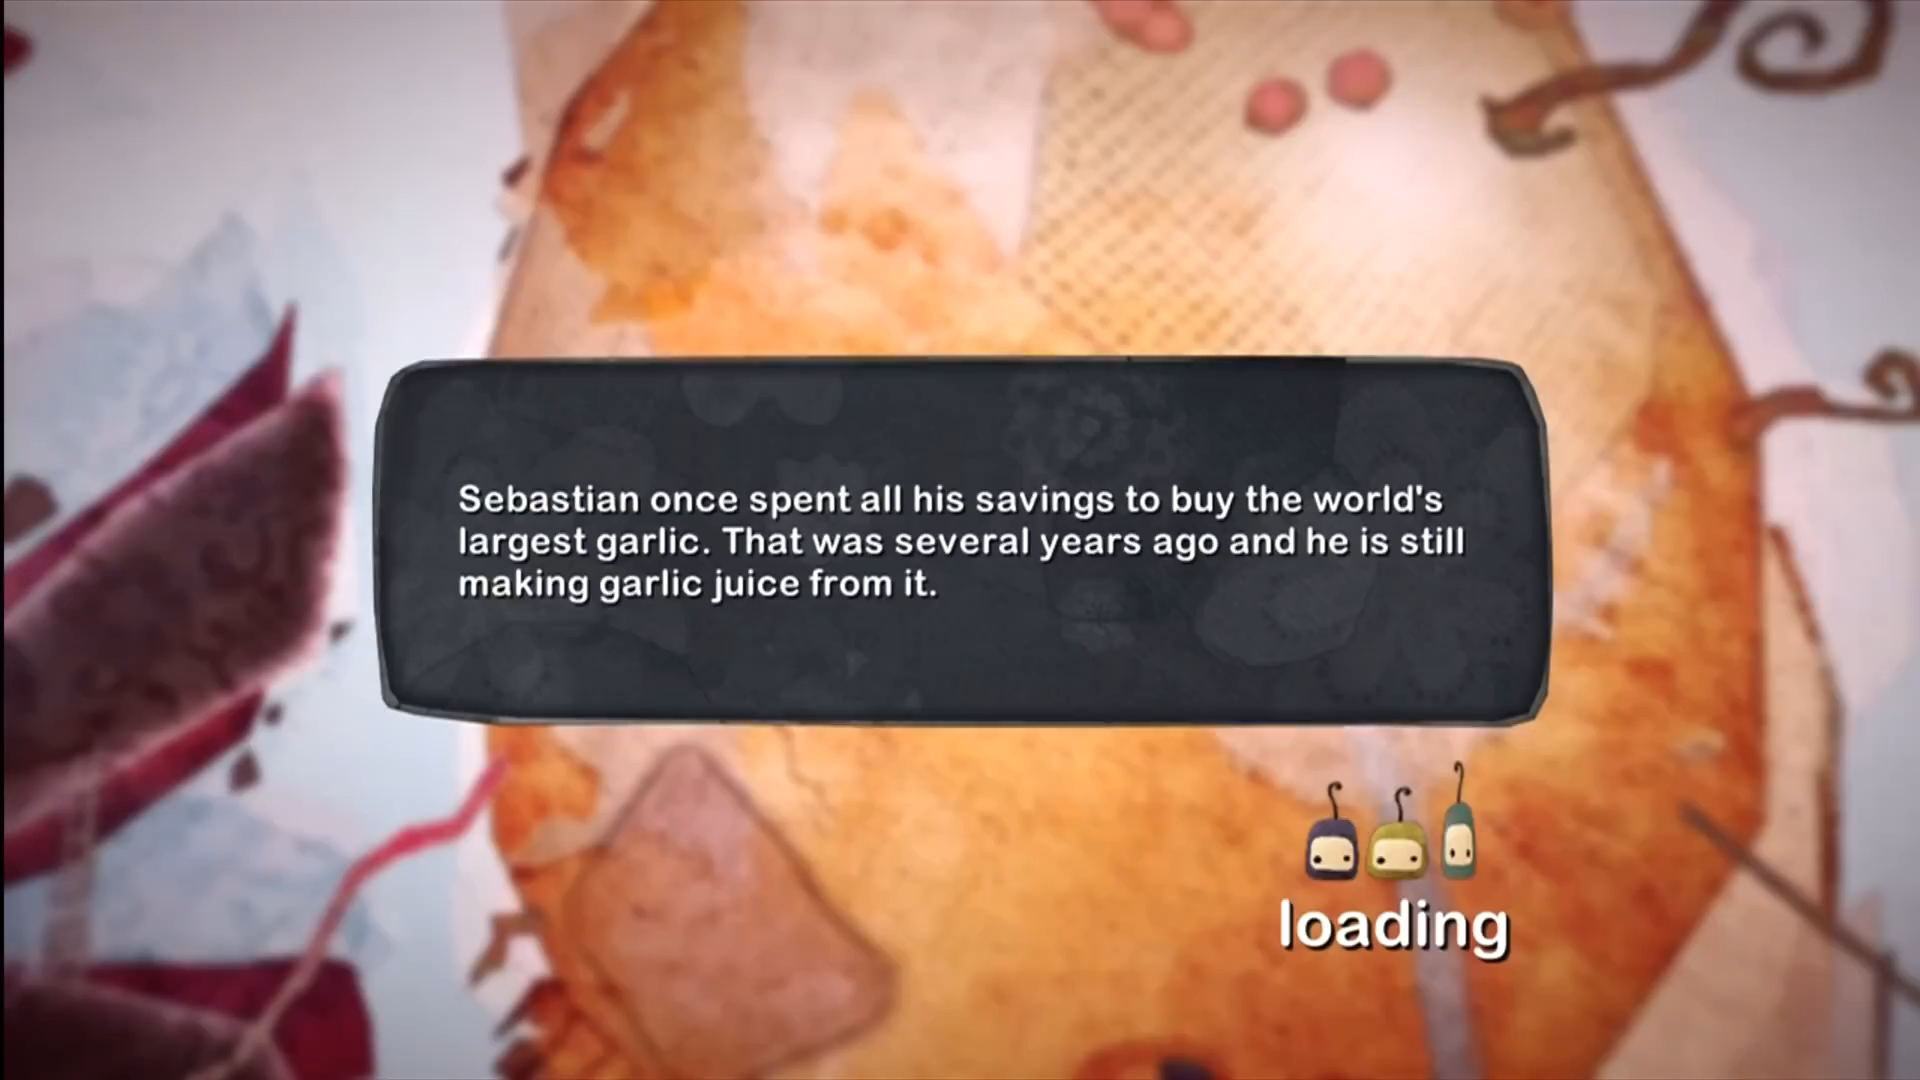 Sebastian once spent all his savings to buy the world's
largest garlic. That was several years ago and he is still
making garlic juice from it.
loading